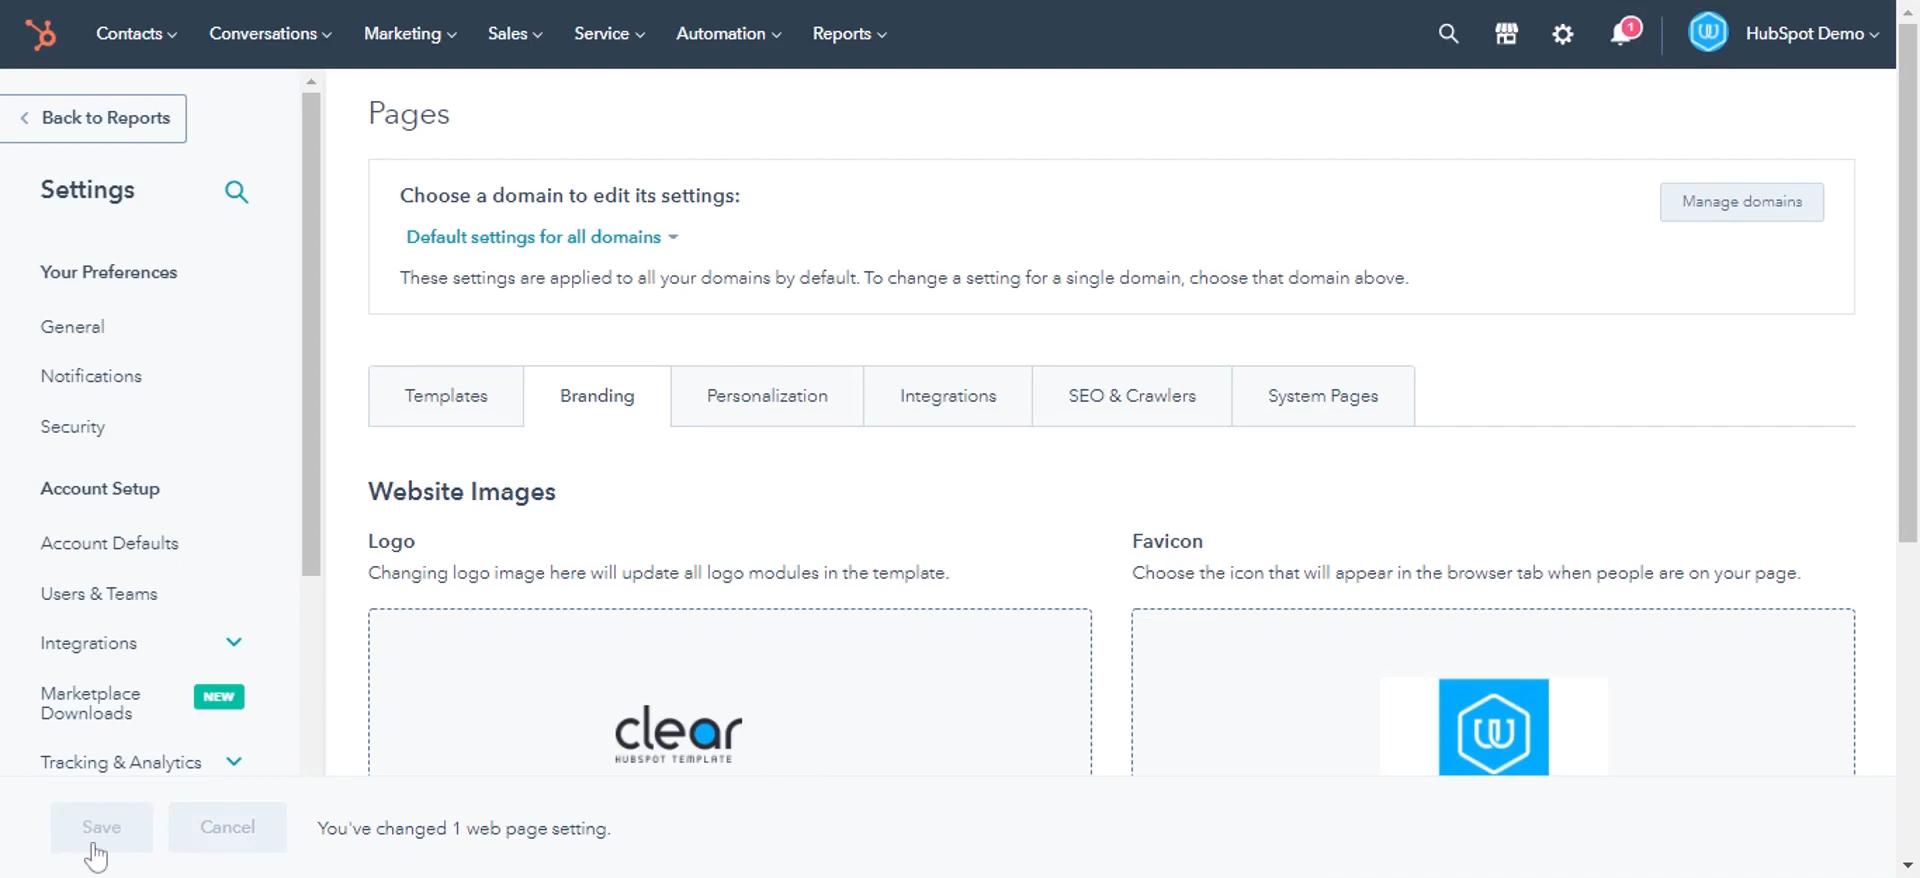 Contacts
Conversations
Marketing
Sales
Service
Automation
Reports
1
HubSpot Demo
Back to Reports
Settings
Your Preferences
General
Notifications
Security
Account Setup
Account Defaults
Users & Teams
Integrations
Marketplace
Downloads
NEW
Tracking & Analytics
Pages
Choose a domain to edit its settings:
Manage domains
Default settings for all domains
These settings are applied to all your domains by default. To change a setting for a single domain, choose that domain above.
Templates
Branding
Personalization
Integrations
SEO & Crawlers
System Pages
Website Images
Logo
Changing logo image here will update all logo modules in the template.
clear
HUBSPOT TEMPLATE
Favicon
Choose the icon that will appear in the browser tab when people are on your page.
Save
Cancel
You've changed 1 web page setting.